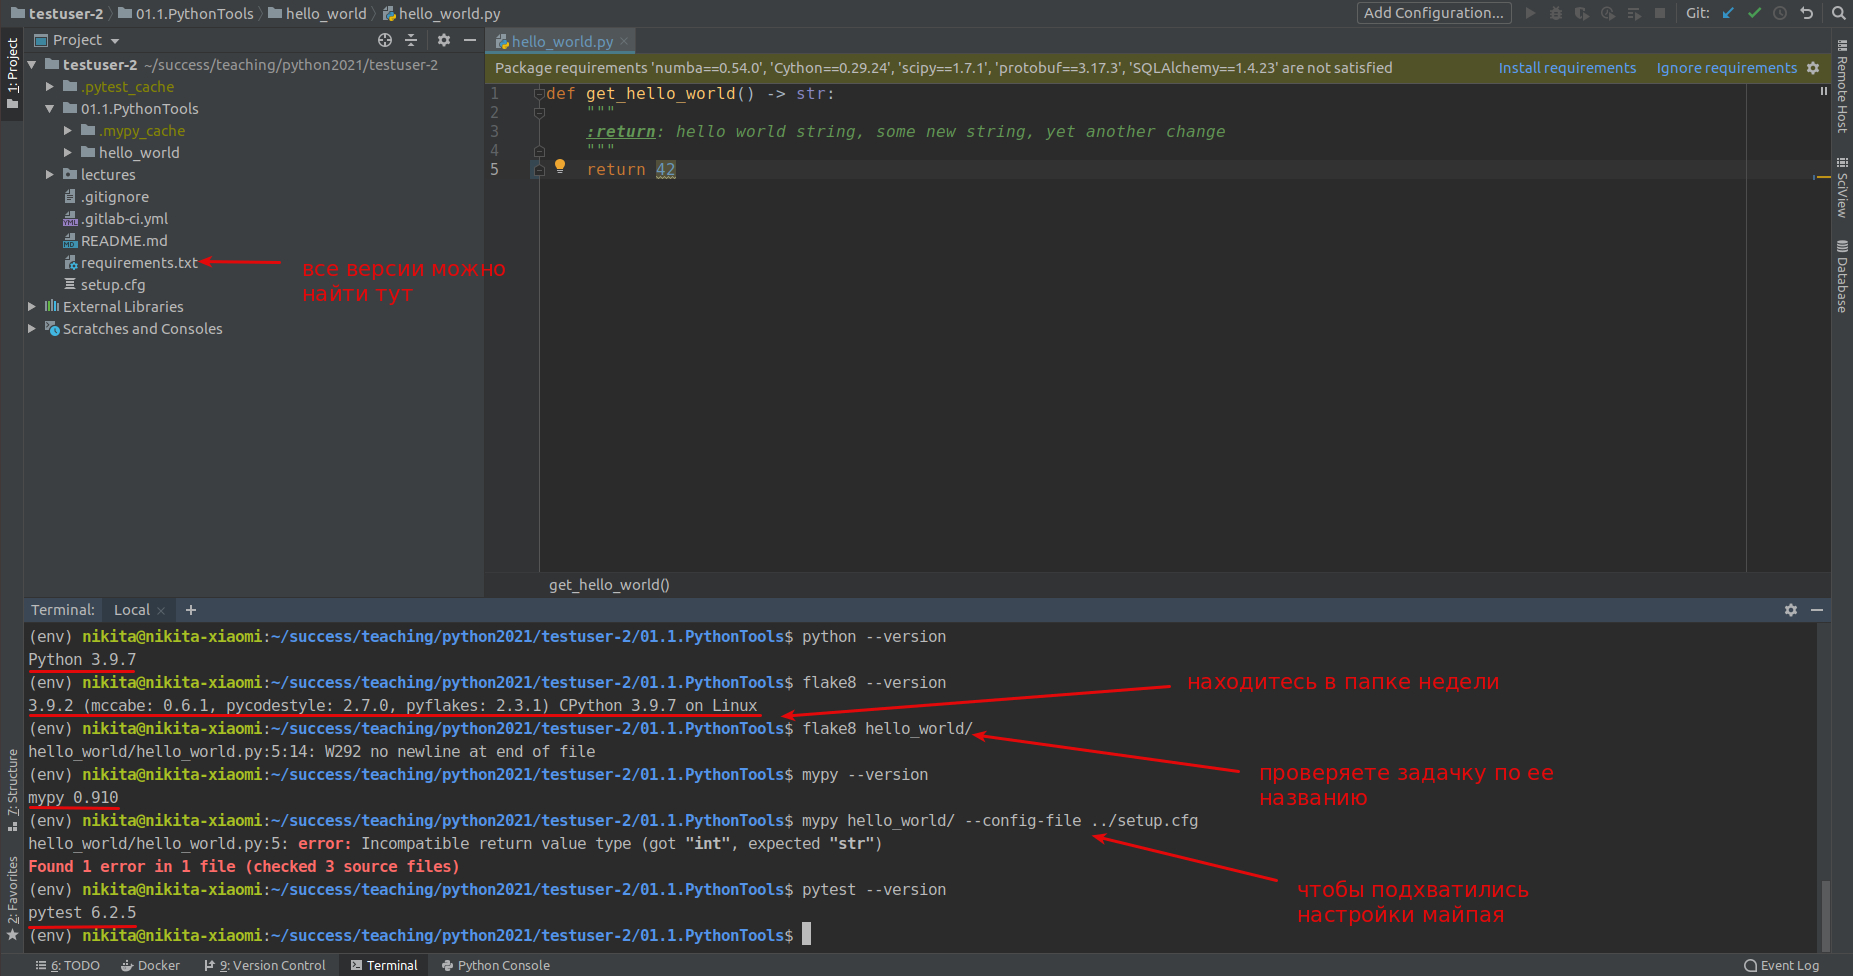 testuser-2 01.1.PythonTools hello_world hello_world.py
Add Configuration... Git:
1: Project
Project
testuser-2 ~/success/teaching/python2021/testuser-2
.pytest_cache
01.1.PythonTools
.mypy_cache
hello_world
lectures
.gitignore
.gitlab-ci.yml
README.md
requirements.txt
setup.cfg
External Libraries
Scratches and Consoles
все версии можно
найти тут
hello_world.py
Package requirements 'numba==0.54.0', 'Cython==0.29.24', 'scipy==1.7.1', 'protobuf==3.17.3', 'SQLAlchemy==1.4.23' are not satisfied
Install requirements Ignore requirements
1 def get_hello_world() -> str:
2 """
3 :return: hello world string, some new string, yet another change
4 """
5 return 42
get_hello_world()
Remote Host
SciView
Database
Terminal: Local +
(env) nikita@nikita-xiaomi:~/success/teaching/python2021/testuser-2/01.1.PythonTools$ python --version
Python 3.9.7
(env) nikita@nikita-xiaomi:~/success/teaching/python2021/testuser-2/01.1.PythonTools$ flake8 --version
3.9.2 (mccabe: 0.6.1, pycodestyle: 2.7.0, pyflakes: 2.3.1) CPython 3.9.7 on Linux
(env) nikita@nikita-xiaomi:~/success/teaching/python2021/testuser-2/01.1.PythonTools$ flake8 hello_world/
hello_world/hello_world.py:5:14: W292 no newline at end of file
(env) nikita@nikita-xiaomi:~/success/teaching/python2021/testuser-2/01.1.PythonTools$ mypy --version
mypy 0.910
(env) nikita@nikita-xiaomi:~/success/teaching/python2021/testuser-2/01.1.PythonTools$ mypy hello_world/ --config-file ../setup.cfg
hello_world/hello_world.py:5: error: Incompatible return value type (got "int", expected "str")
Found 1 error in 1 file (checked 3 source files)
(env) nikita@nikita-xiaomi:~/success/teaching/python2021/testuser-2/01.1.PythonTools$ pytest --version
pytest 6.2.5
(env) nikita@nikita-xiaomi:~/success/teaching/python2021/testuser-2/01.1.PythonTools$
находитесь в папке недели
проверяете задачку по ее
названию
чтобы подхватились
настройки майпая
7: Structure
2: Favorites
6: TODO Docker 9: Version Control Terminal Python Console Event Log